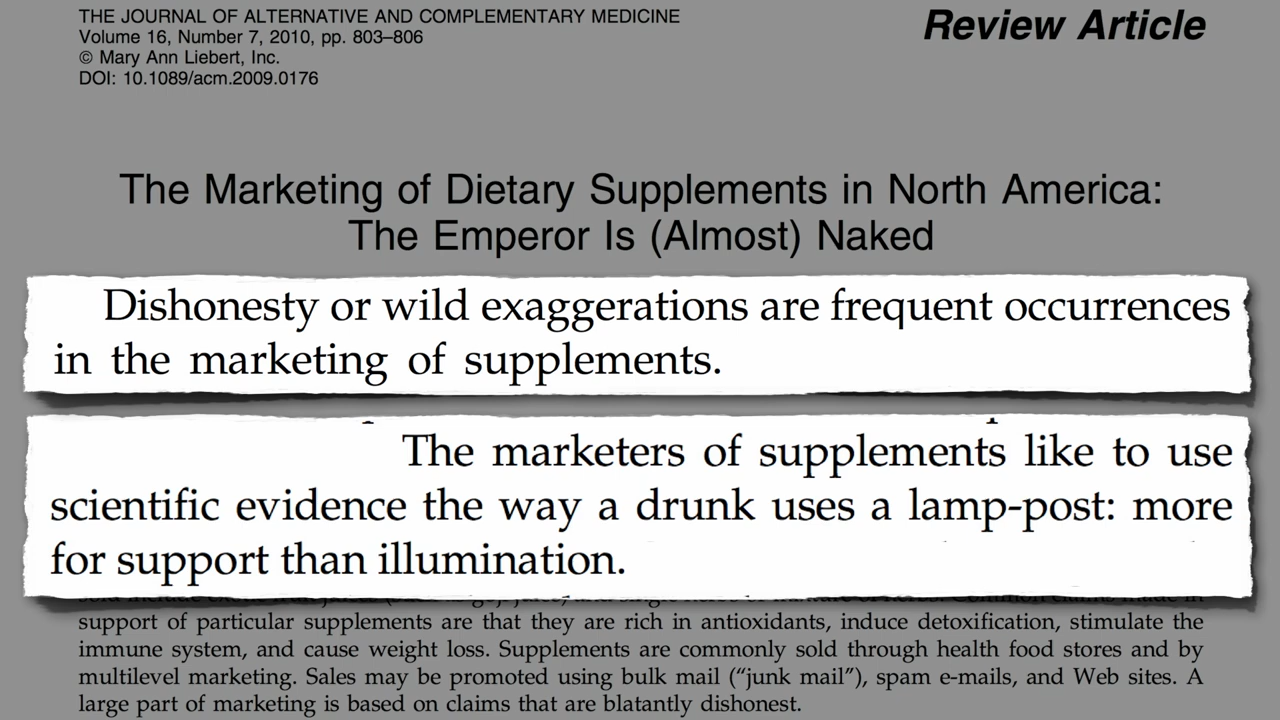 THE JOURNAL OF ALTERNATIVE AND COMPLEMENTARY MEDICINE
Volume 16, Number 7, 2010, pp. 803–806
© Mary Ann Liebert, Inc.
DOI: 10.1089/acm.2009.0176
Review Article
The Marketing of Dietary Supplements in North America:
The Emperor Is (Almost) Naked
Dishonesty or wild exaggerations are frequent occurrences
in the marketing of supplements.
The marketers of supplements like to use
scientific evidence the way a drunk uses a lamp-post: more
for support than illumination.
support of particular supplements are that they are rich in antioxidants, induce detoxification, stimulate the
immune system, and cause weight loss. Supplements are commonly sold through health food stores and by
multilevel marketing. Sales may be promoted using bulk mail (“junk mail”), spam e-mails, and Web sites. A
large part of marketing is based on claims that are blatantly dishonest.